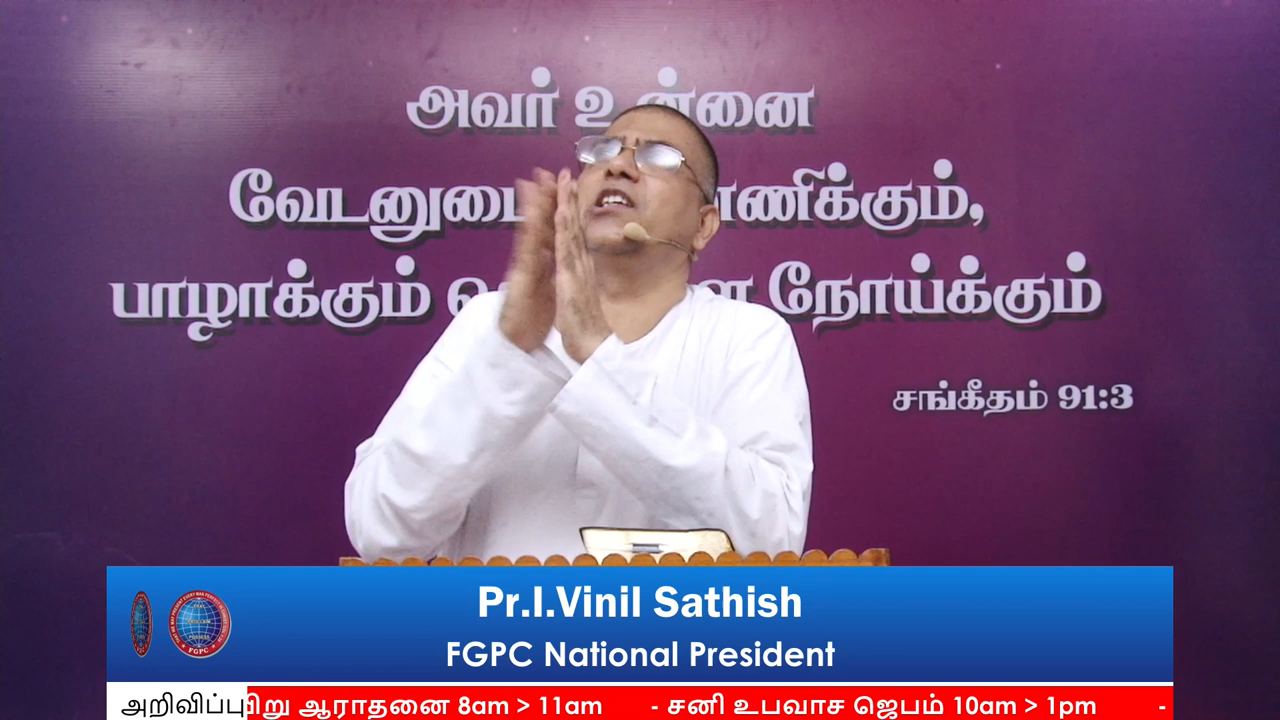 அவர்
வேடனுடை ணிக்கும்,
பாழாக்கும் நோய்க்கும்
சங்கீதம் 91:3
Pr.I.Vinil Sathish
FGPC National President
FGPC
அறிவிப்பு யிறு ஆராதனை 8am > 11am - சனி உபவாச ஜெபம் 10am > 1pm -